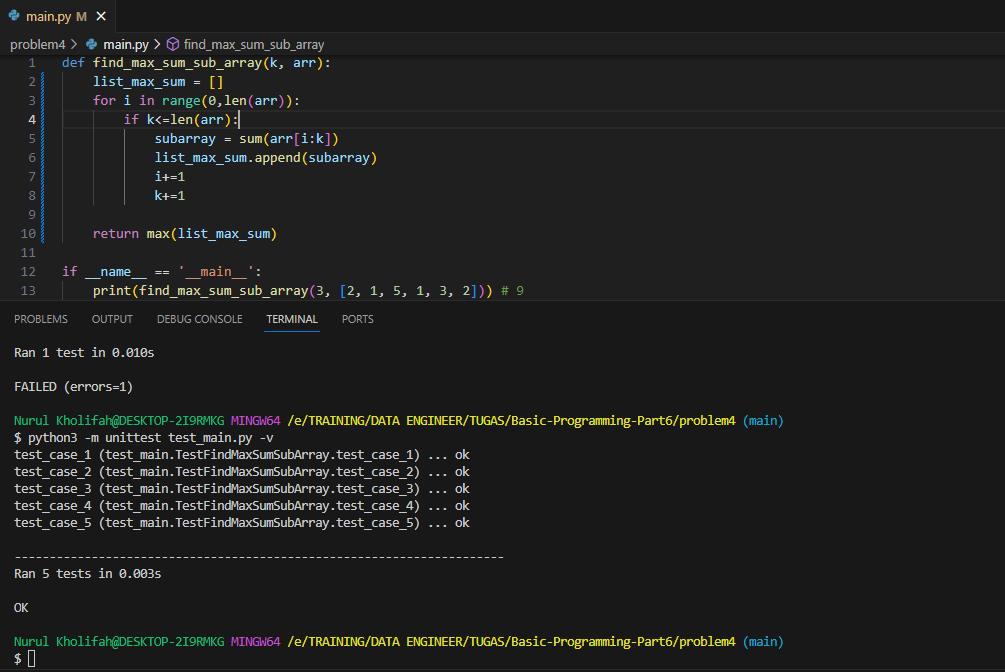 main.py M
problem4 > main.py > find_max_sum_sub_array
1 def find_max_sum_sub_array(k, arr):
2 list_max_sum = []
3 for i in range(0,len(arr)):
4 if k<=len(arr):
5 subarray = sum(arr[i:k])
6 list_max_sum.append(subarray)
7 i+=1
8 k+=1
9
10 return max(list_max_sum)
11
12 if __name__ == '__main__':
13 print(find_max_sum_sub_array(3, [2, 1, 5, 1, 3, 2])) # 9
PROBLEMS OUTPUT DEBUG CONSOLE TERMINAL PORTS
Ran 1 test in 0.010s
FAILED (errors=1)
Nurul Kholifah@DESKTOP-2I9RMKG MINGW64 /e/TRAINING/DATA ENGINEER/TUGAS/Basic-Programming-Part6/problem4 (main)
$ python3 -m unittest test_main.py -v
test_case_1 (test_main.TestFindMaxSumSubArray.test_case_1) ... ok
test_case_2 (test_main.TestFindMaxSumSubArray.test_case_2) ... ok
test_case_3 (test_main.TestFindMaxSumSubArray.test_case_3) ... ok
test_case_4 (test_main.TestFindMaxSumSubArray.test_case_4) ... ok
test_case_5 (test_main.TestFindMaxSumSubArray.test_case_5) ... ok
----------------------------------------------------------------------
Ran 5 tests in 0.003s
OK
Nurul Kholifah@DESKTOP-2I9RMKG MINGW64 /e/TRAINING/DATA ENGINEER/TUGAS/Basic-Programming-Part6/problem4 (main)
$